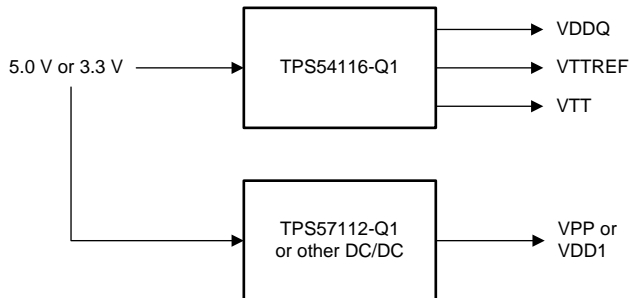 5.0 V or 3.3 V
TPS54116-Q1
VDDQ
VTTREF
VTT
TPS57112-Q1
or other DC/DC
VPP or
VDD1